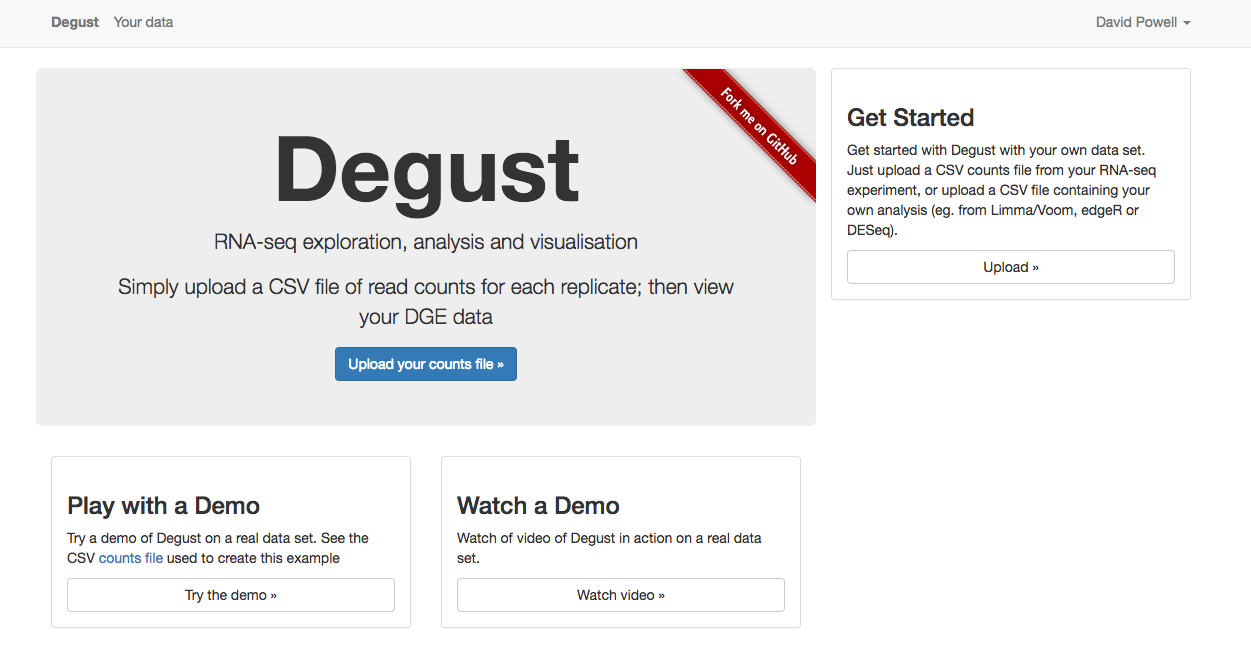 Degust Your data David Powell
Fork me on GitHub
Degust
RNA-seq exploration, analysis and visualisation
Simply upload a CSV file of read counts for each replicate; then view
your DGE data
Upload your counts file »
Get Started
Get started with Degust with your own data set.
Just upload a CSV counts file from your RNA-seq
experiment, or upload a CSV file containing your
own analysis (eg. from Limma/Voom, edgeR or
DESeq).
Upload »
Play with a Demo
Try a demo of Degust on a real data set. See the
CSV counts file used to create this example
Try the demo »
Watch a Demo
Watch of video of Degust in action on a real data
set.
Watch video »